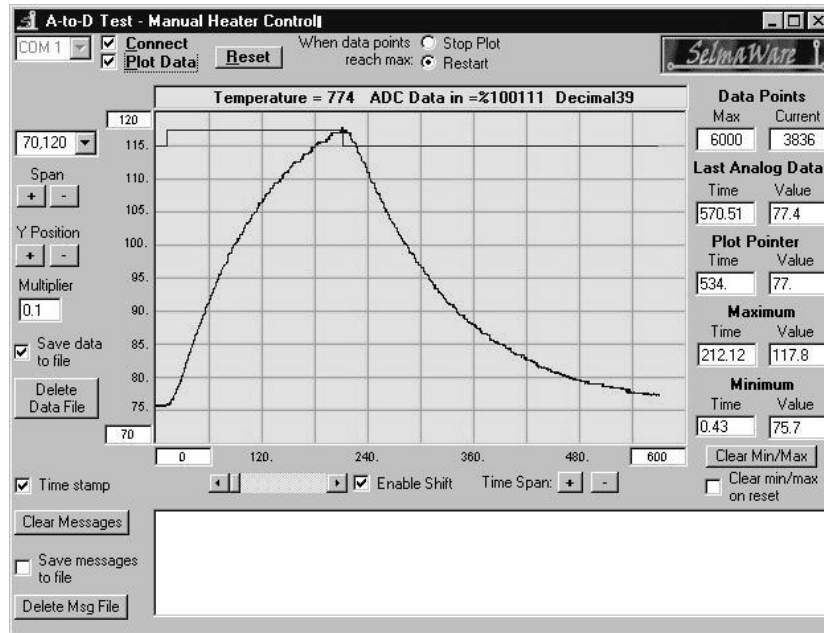 A-to-D Test - Manual Heater Control
COM 1
Connect
Plot Data
Reset
When data points reach max:
Stop Plot
Restart
SelmaWare
Temperature = 774 ADC Data in =%100111 Decimal39
70,120
Span
+ -
Y Position
+ -
Multiplier
0.1
Save data to file
Delete Data File
120
115.
110.
105.
100.
95.
90.
85.
80.
75.
70
0 120. 240. 360. 480. 600
Data Points
Max Current
6000 3836
Last Analog Data
Time Value
570.51 77.4
Plot Pointer
Time Value
534. 77.
Maximum
Time Value
212.12 117.8
Minimum
Time Value
0.43 75.7
Clear Min/Max
Clear min/max on reset
Time stamp
Enable Shift
Time Span: + -
Clear Messages
Save messages to file
Delete Msg File